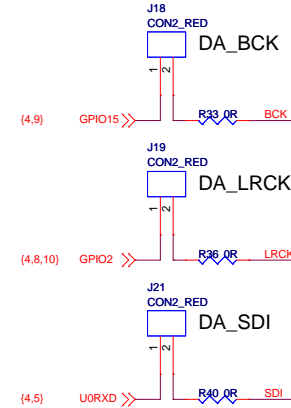 J18
CON2_RED
DA_BCK
1 2
{4,9} GPIO15 R33 0R BCK
J19
CON2_RED
DA_LRCK
1 2
{4,8,10} GPIO2 R36 0R LRCK
J21
CON2_RED
DA_SDI
1 2
{4,5} U0RXD R40 0R SDI